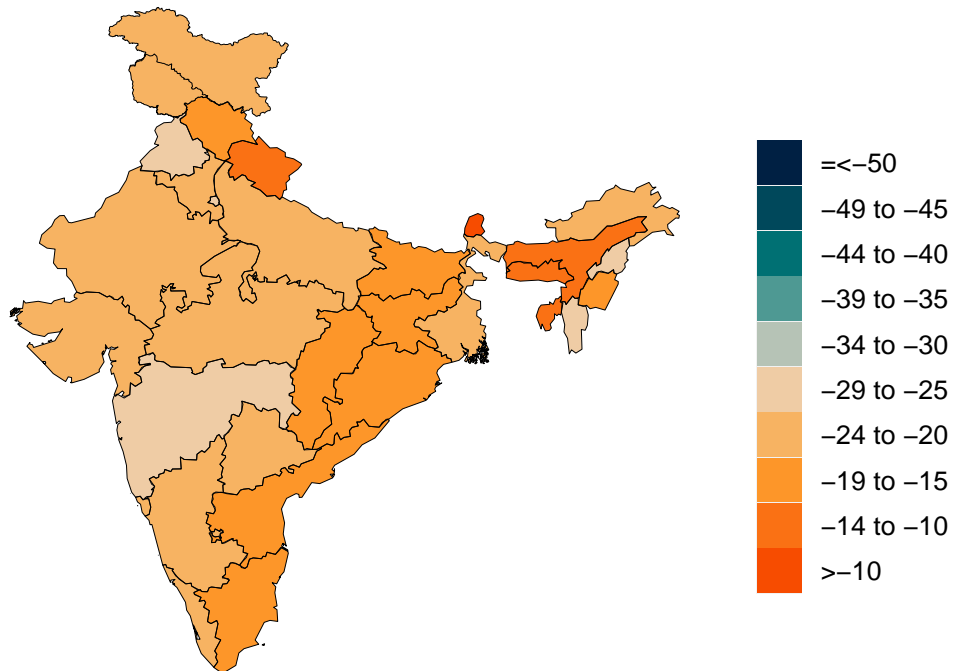 =<−50
−49 to −45
−44 to −40
−39 to −35
−34 to −30
−29 to −25
−24 to −20
−19 to −15
−14 to −10
>−10